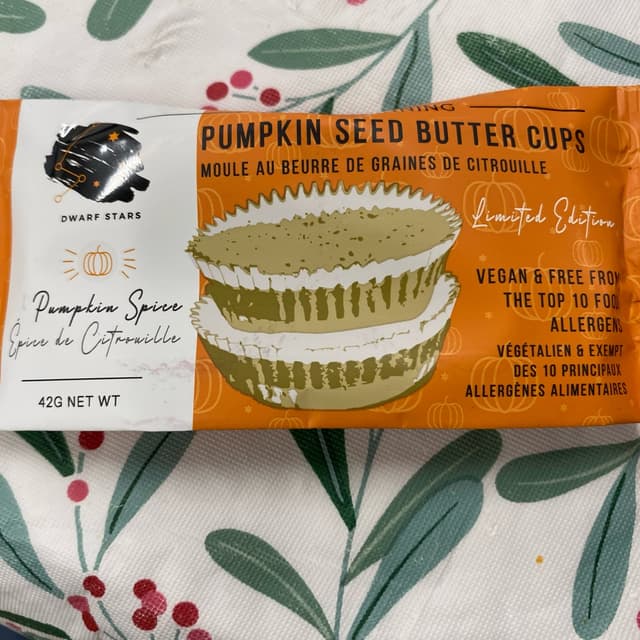 DWARF STARS
Pumpkin Spice
Épice de Citrouille
42G NET WT
PUMPKIN SEED BUTTER CUPS
MOULE AU BEURRE DE GRAINES DE CITROUILLE
Limited Edition
VEGAN & FREE FROM
THE TOP 10 FOOD
ALLERGENS
VÉGÉTALIEN & EXEMPT
DES 10 PRINCIPAUX
ALLERGÈNES ALIMENTAIRES